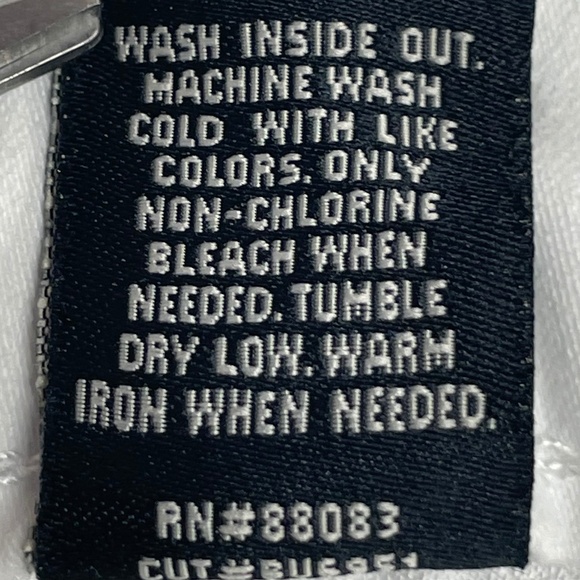 WASH INSIDE OUT.
MACHINE WASH
COLD WITH LIKE
COLORS. ONLY
NON-CHLORINE
BLEACH WHEN
NEEDED. TUMBLE
DRY LOW. WARM
IRON WHEN NEEDED.
RN#88083
CUT#